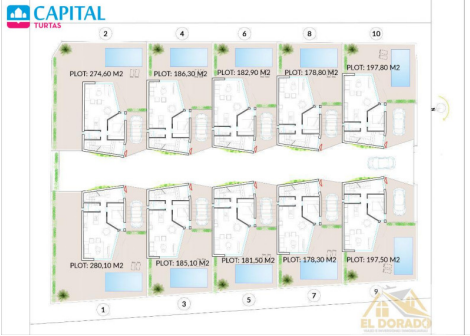 CAPITAL
TURTAS
2 4 6 8 10
PLOT: 274,60 M2
PLOT: 186,30 M2
PLOT: 182,90 M2
PLOT: 178,80 M2
PLOT: 197,80 M2
PLOT: 280,10 M2
PLOT: 185,10 M2
PLOT: 181,50 M2
PLOT: 178,30 M2
PLOT: 197,50 M2
1 3 5 7 9
EL DORADO